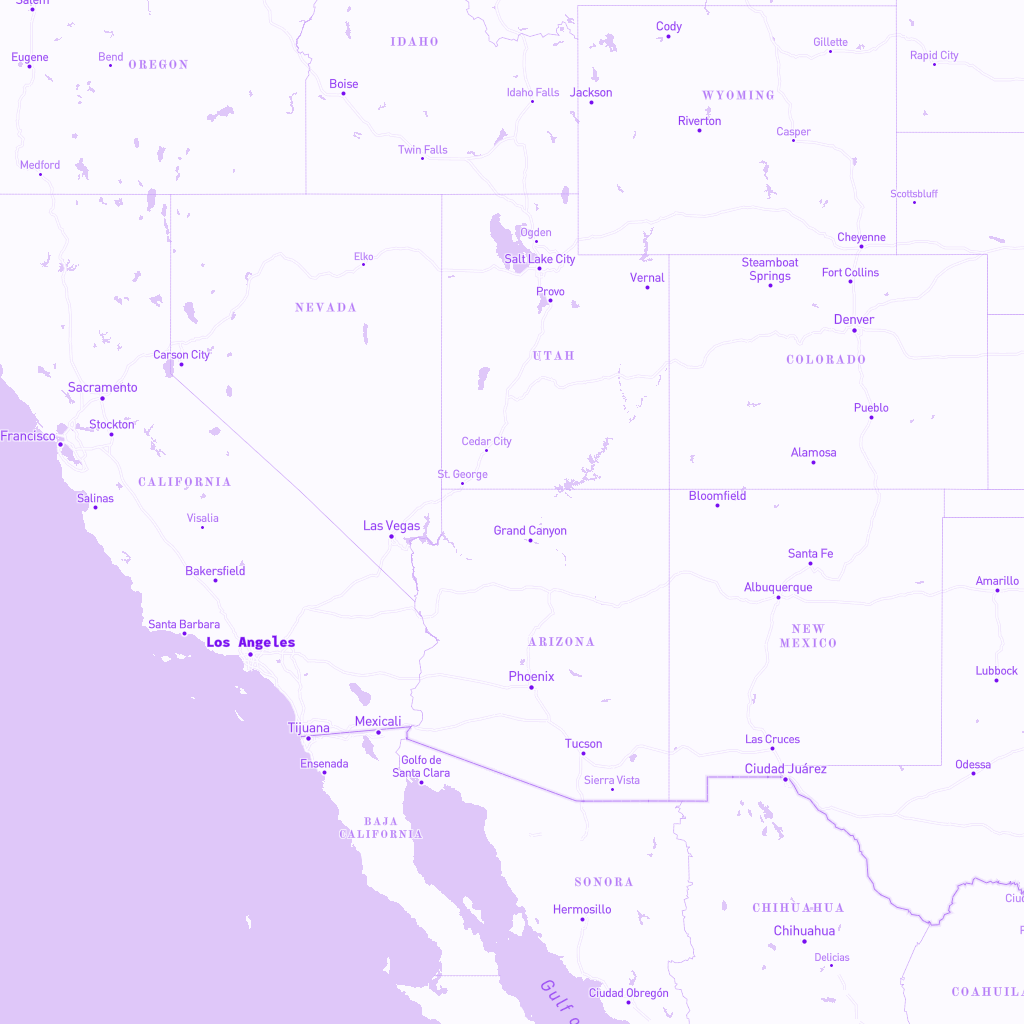 Salem
Cody
IDAHO
Gillette
Eugene
Bend
OREGON
Rapid City
Boise
Idaho Falls
Jackson
WYOMING
Riverton
Casper
Twin Falls
Medford
Scottsbluff
Ogden
Cheyenne
Elko
Salt Lake City
Steamboat
Springs
Vernal
Fort Collins
Provo
NEVADA
Denver
Carson City
UTAH
COLORADO
Sacramento
Pueblo
Stockton
Francisco
Cedar City
Alamosa
St. George
CALIFORNIA
Salinas
Bloomfield
Visalia
Las Vegas
Grand Canyon
Santa Fe
Bakersfield
Albuquerque
Amarillo
Santa Barbara
Los Angeles
ARIZONA
NEW
MEXICO
Phoenix
Lubbock
Tijuana
Mexicali
Tucson
Las Cruces
Ensenada
Golfo de
Santa Clara
Ciudad Juárez
Odessa
Sierra Vista
BAJA
CALIFORNIA
SONORA
Hermosillo
CHIHUAHUA
Chihuahua
Delicias
Ciudad Obregón
Gulf o
COAHUILA